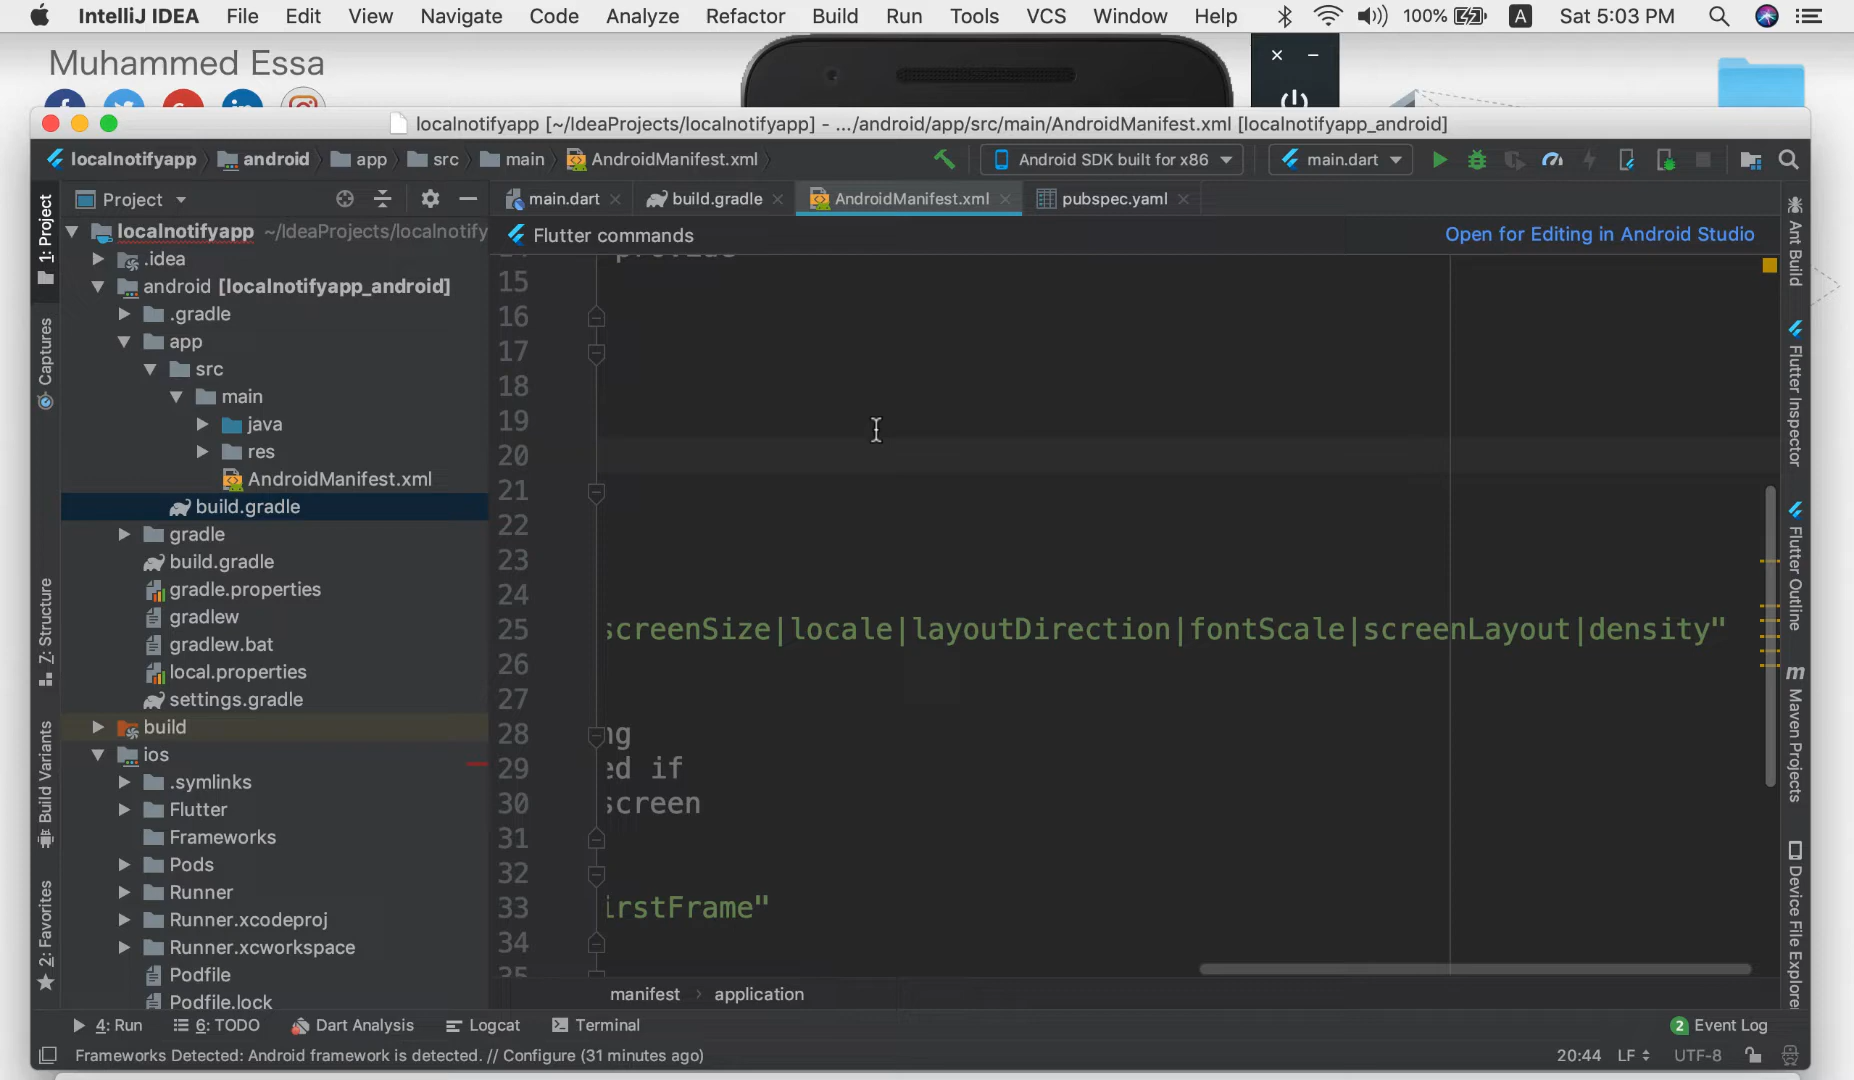 IntelliJ IDEA File Edit View Navigate Code Analyze Refactor Build Run Tools VCS Window Help 100% A Sat 5:03 PM
Muhammed Essa
localnotifyapp [~/IdeaProjects/localnotifyapp] - .../android/app/src/main/AndroidManifest.xml [localnotifyapp_android]
localnotifyapp android app src main AndroidManifest.xml Android SDK built for x86 main.dart
Project main.dart build.gradle AndroidManifest.xml pubspec.yaml
localnotifyapp ~/IdeaProjects/localnotify
Flutter commands Open for Editing in Android Studio
.idea
android [localnotifyapp_android]
.gradle
app
src
main
java
res
AndroidManifest.xml
build.gradle
gradle
build.gradle
gradle.properties
gradlew
gradlew.bat
local.properties
settings.gradle
build
ios
.symlinks
Flutter
Frameworks
Pods
Runner
Runner.xcodeproj
Runner.xcworkspace
Podfile
Podfile.lock
15
16
17
18
19
20
21
22
23
24
25 screenSize|locale|layoutDirection|fontScale|screenLayout|density"
26
27
28 ng
29 ed if
30 screen
31
32
33 irstFrame"
34
35
manifest › application
1: Project
Captures
Z: Structure
Build Variants
2: Favorites
Ant Build
Flutter Inspector
Flutter Outline
m Maven Projects
Device File Explorer
4: Run 6: TODO Dart Analysis Logcat Terminal 2 Event Log
Frameworks Detected: Android framework is detected. // Configure (31 minutes ago) 20:44 LF UTF-8